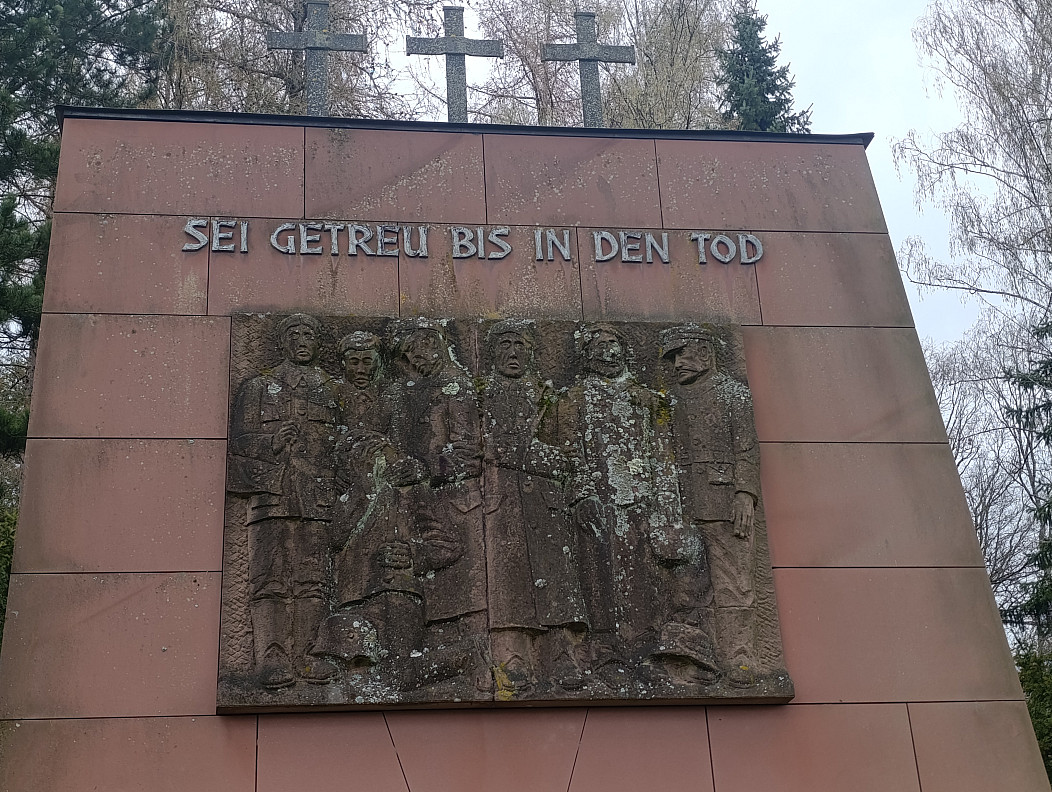 SEI GETREU BIS IN DEN TOD